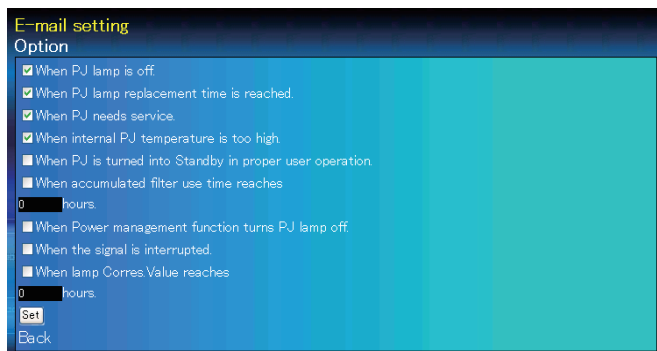 E-mail setting
Option
When PJ lamp is off.
When PJ lamp replacement time is reached.
When PJ needs service.
When internal PJ temperature is too high.
When PJ is turned into Standby in proper user operation.
When accumulated filter use time reaches
0 hours.
When Power management function turns PJ lamp off.
When the signal is interrupted.
When lamp Corres.Value reaches
0 hours.
Set
Back